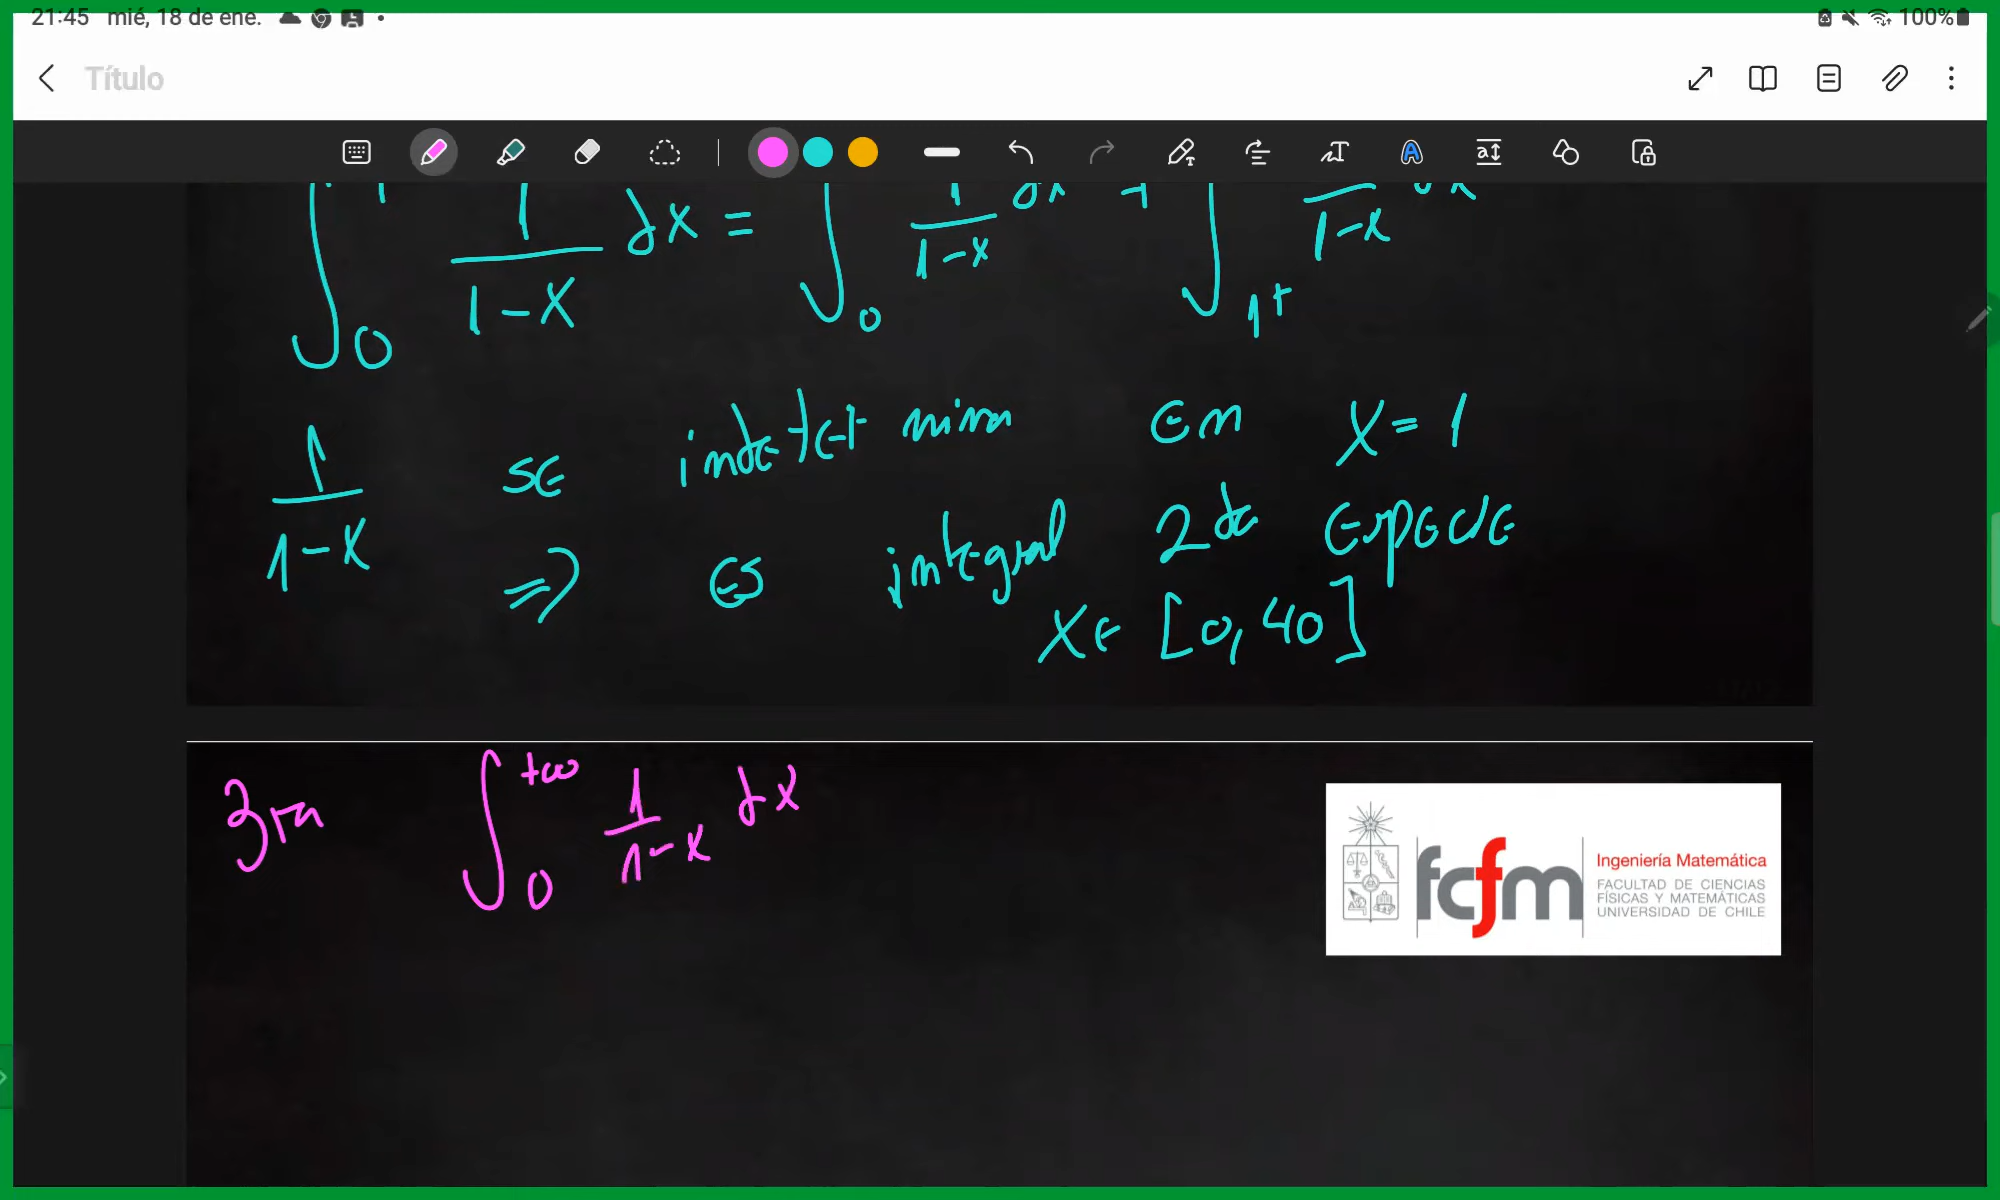 21:45 mié, 18 de ene. 100%
Título
∫₀ 1/(1-x) dx = ∫₀ 1/(1-x) dx + ∫₁₊ 1-x dx
1/(1-x) se indetermina en x=1
⇒ es integral 2da especie
x∈ [0,40]
3ra ∫₀^+∞ 1/(1-x) dx
fcfm
Ingeniería Matemática
FACULTAD DE CIENCIAS
FÍSICAS Y MATEMÁTICAS
UNIVERSIDAD DE CHILE